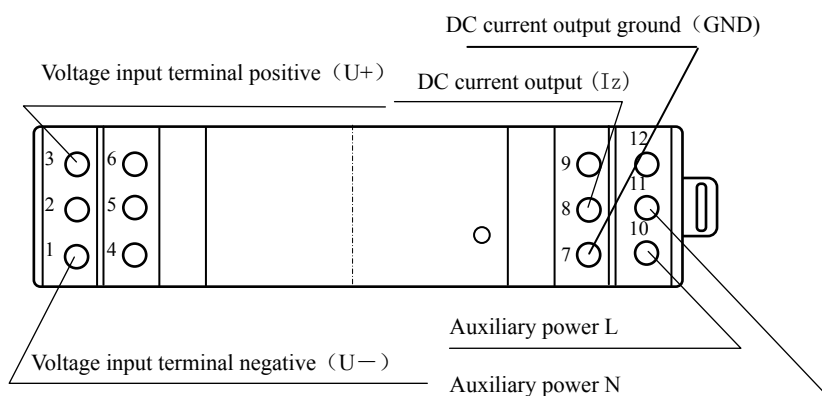 DC current output ground（GND)
Voltage input terminal positive（U+）
DC current output（Iz）
3 6 9 12
2 5 8 11
1 4 7 10
Auxiliary power L
Voltage input terminal negative（U－）
Auxiliary power N